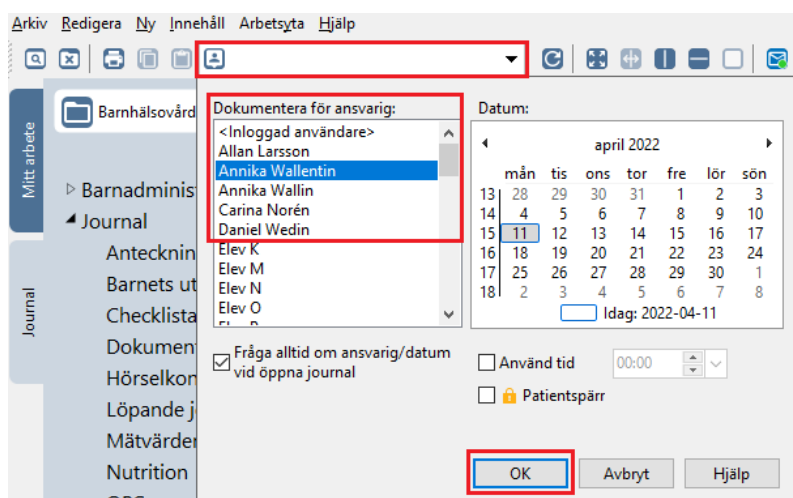 Arkiv Redigera Ny Innehåll Arbetsyta Hjälp
Mitt arbete
Journal
Barnhälsovård
Barnadminis
Journal
Antecknin
Barnets ut
Checklista
Dokumen
Hörselkon
Löpande j
Mätvärder
Nutrition
Dokumentera för ansvarig:
<Inloggad användare>
Allan Larsson
Annika Wallentin
Annika Wallin
Carina Norén
Daniel Wedin
Elev K
Elev M
Elev N
Elev O
Fråga alltid om ansvarig/datum
vid öppna journal
Datum:
april 2022
mån tis ons tor fre lör sön
13 28 29 30 31 1 2 3
14 4 5 6 7 8 9 10
15 11 12 13 14 15 16 17
16 18 19 20 21 22 23 24
17 25 26 27 28 29 30 1
18 2 3 4 5 6 7 8
Idag: 2022-04-11
Använd tid 00:00
Patientspärr
OK Avbryt Hjälp